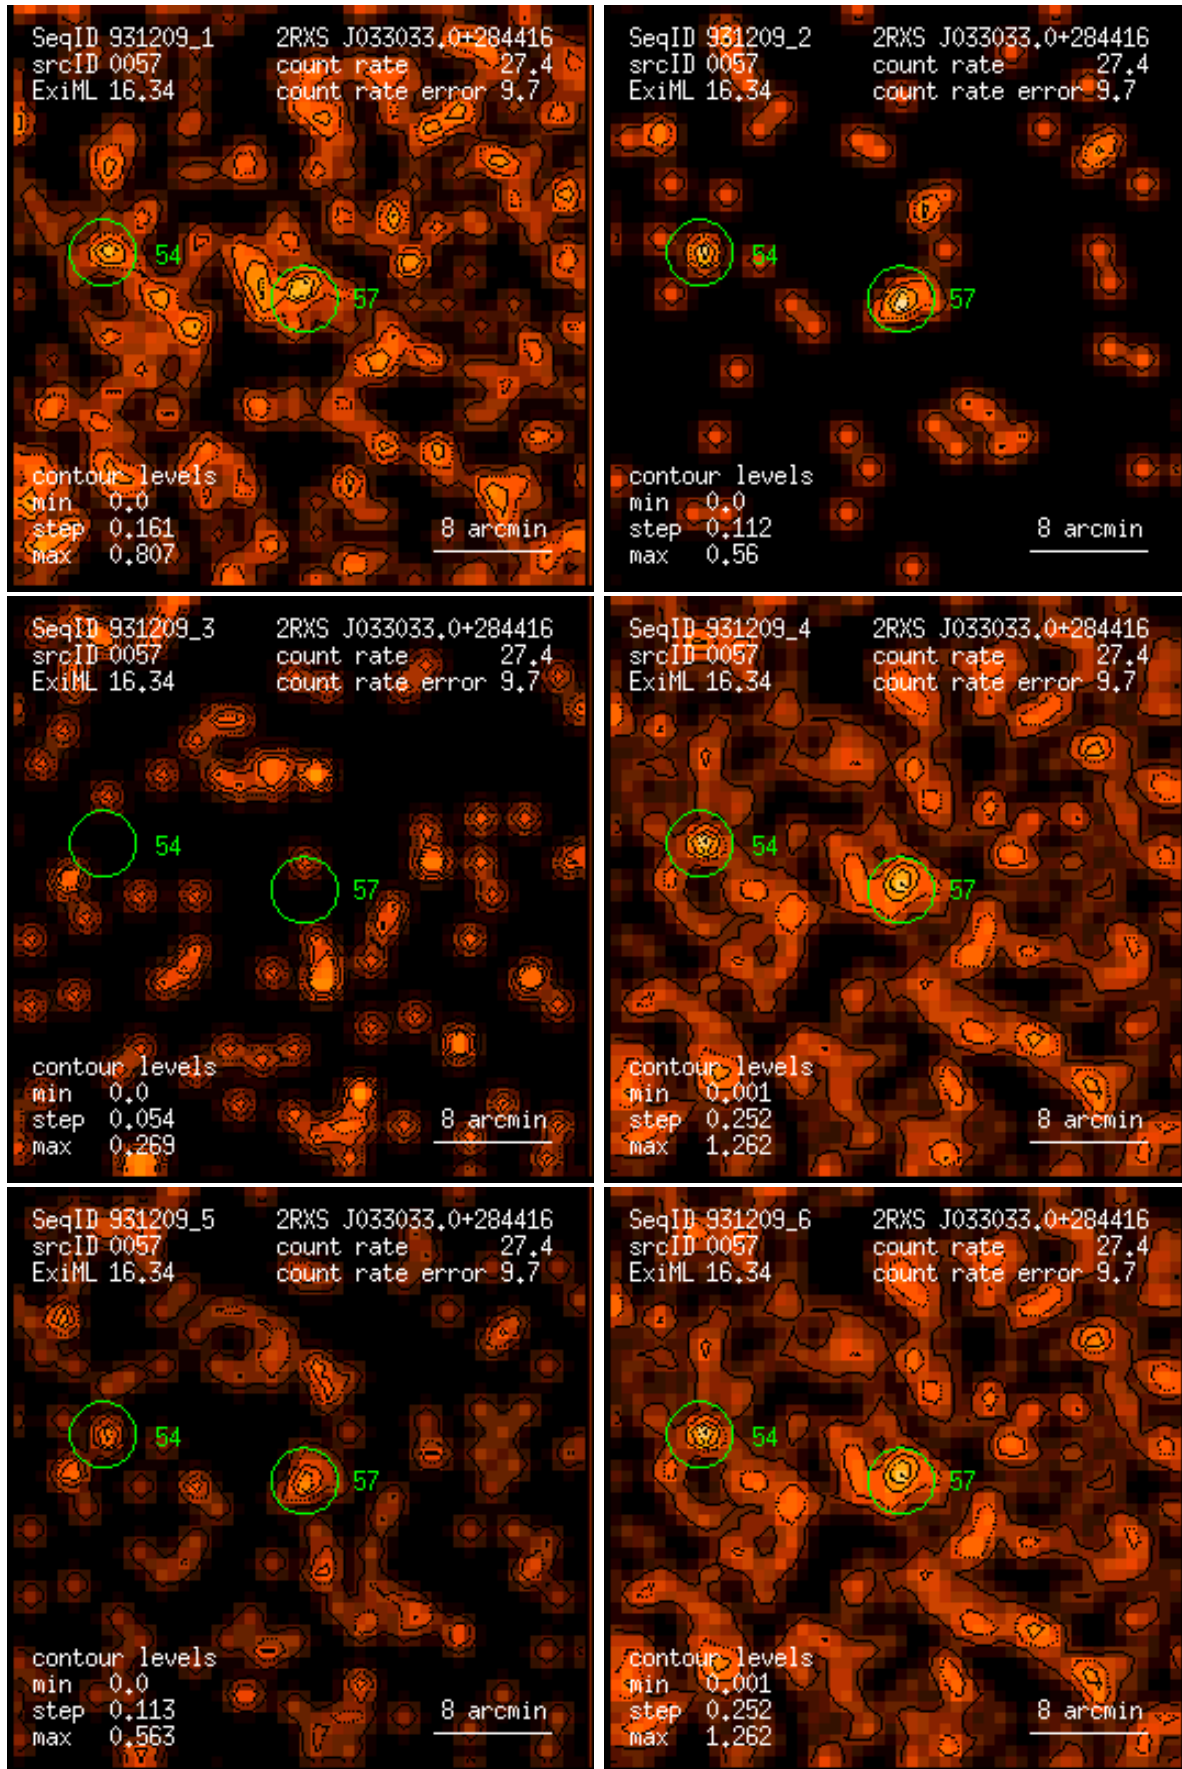 SeqID 931209_1 2RXS J033033.0+284416
srcID 0057 count rate 27.4
ExiML 16.34 count rate error 9.7
54
57
contour levels
min 0.0
step 0.161 8 arcmin
max 0.807
SeqID 931209_2 2RXS J033033.0+284416
srcID 0057 count rate 27.4
ExiML 16.34 count rate error 9.7
54
57
contour levels
min 0.0
step 0.112 8 arcmin
max 0.56
SeqID 931209_3 2RXS J033033.0+284416
srcID 0057 count rate 27.4
ExiML 16.34 count rate error 9.7
54
57
contour levels
min 0.0
step 0.054 8 arcmin
max 0.269
SeqID 931209_4 2RXS J033033.0+284416
srcID 0057 count rate 27.4
ExiML 16.34 count rate error 9.7
54
57
contour levels
min 0.001
step 0.252 8 arcmin
max 1.262
SeqID 931209_5 2RXS J033033.0+284416
srcID 0057 count rate 27.4
ExiML 16.34 count rate error 9.7
54
57
contour levels
min 0.0
step 0.113 8 arcmin
max 0.563
SeqID 931209_6 2RXS J033033.0+284416
srcID 0057 count rate 27.4
ExiML 16.34 count rate error 9.7
54
57
contour levels
min 0.001
step 0.252 8 arcmin
max 1.262